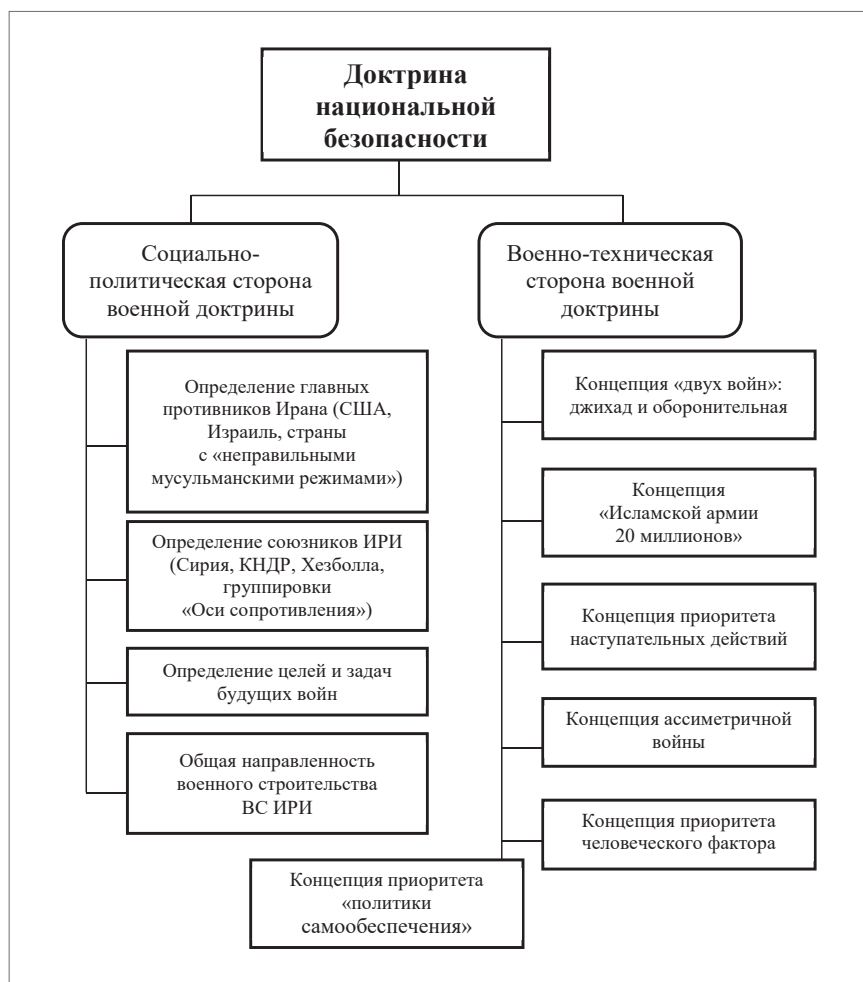 Доктрина
национальной
безопасности
Социально-
политическая сторона
военной доктрины
Определение главных
противников Ирана (США,
Израиль, страны
с «неправильными
мусульманскими режимами»)
Определение союзников ИРИ
(Сирия, КНДР, Хезболла,
группировки
«Оси сопротивления»)
Определение целей и задач
будущих войн
Общая направленность
военного строительства
ВС ИРИ
Военно-техническая
сторона военной
доктрины
Концепция «двух войн»:
джихад и оборонительная
Концепция
«Исламской армии
20 миллионов»
Концепция приоритета
наступательных действий
Концепция ассиметричной
войны
Концепция приоритета
человеческого фактора
Концепция приоритета
«политики
самообеспечения»